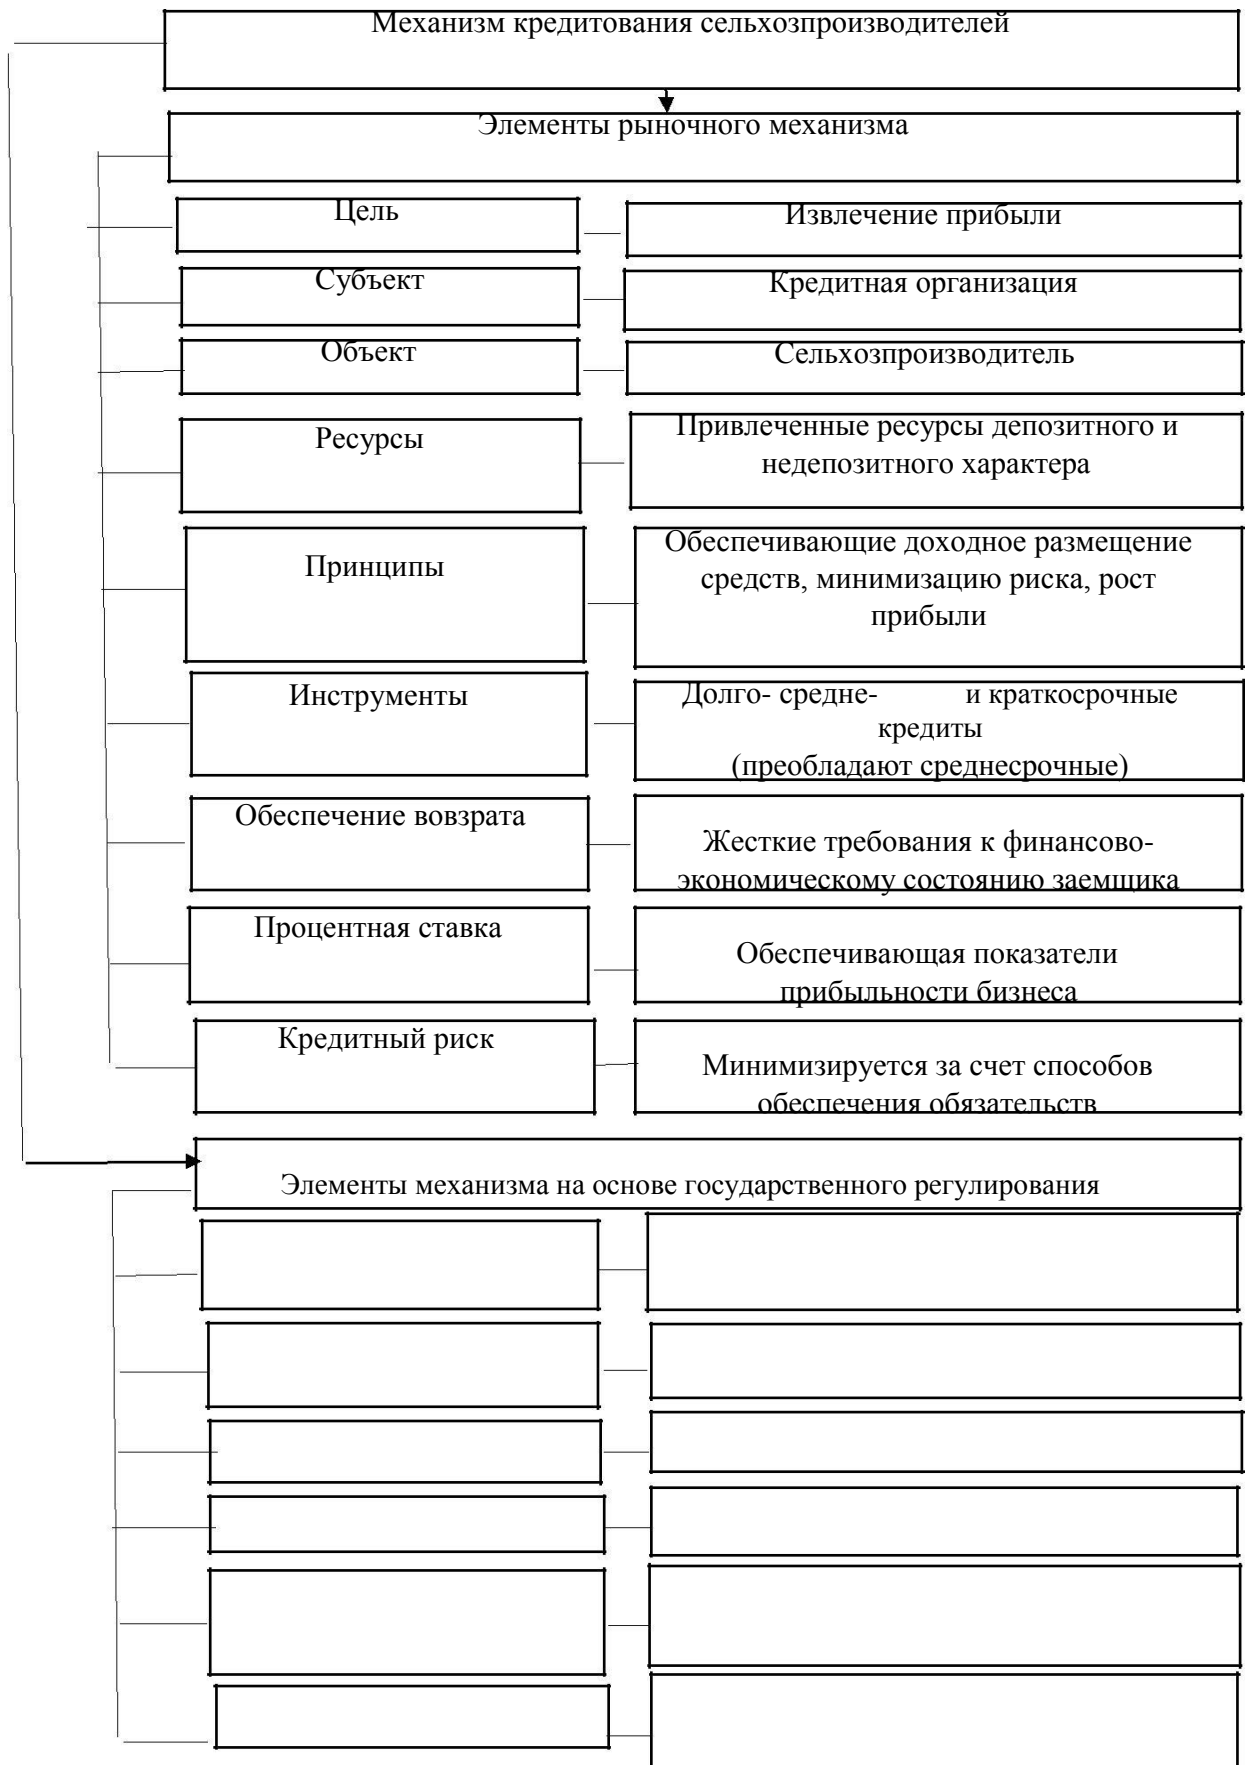 Механизм кредитования сельхозпроизводителей
Элементы рыночного механизма
Цель
Извлечение прибыли
Субъект
Кредитная организация
Объект
Сельхозпроизводитель
Ресурсы
Привлеченные ресурсы депозитного и
недепозитного характера
Принципы
Обеспечивающие доходное размещение
средств, минимизацию риска, рост
прибыли
Инструменты
Долго- средне- и краткосрочные
кредиты
(преобладают среднесрочные)
Обеспечение вовзрата
Жесткие требования к финансово-
экономическому состоянию заемщика
Процентная ставка
Обеспечивающая показатели
прибыльности бизнеса
Кредитный риск
Минимизируется за счет способов
обеспечения обязательств
Элементы механизма на основе государственного регулирования